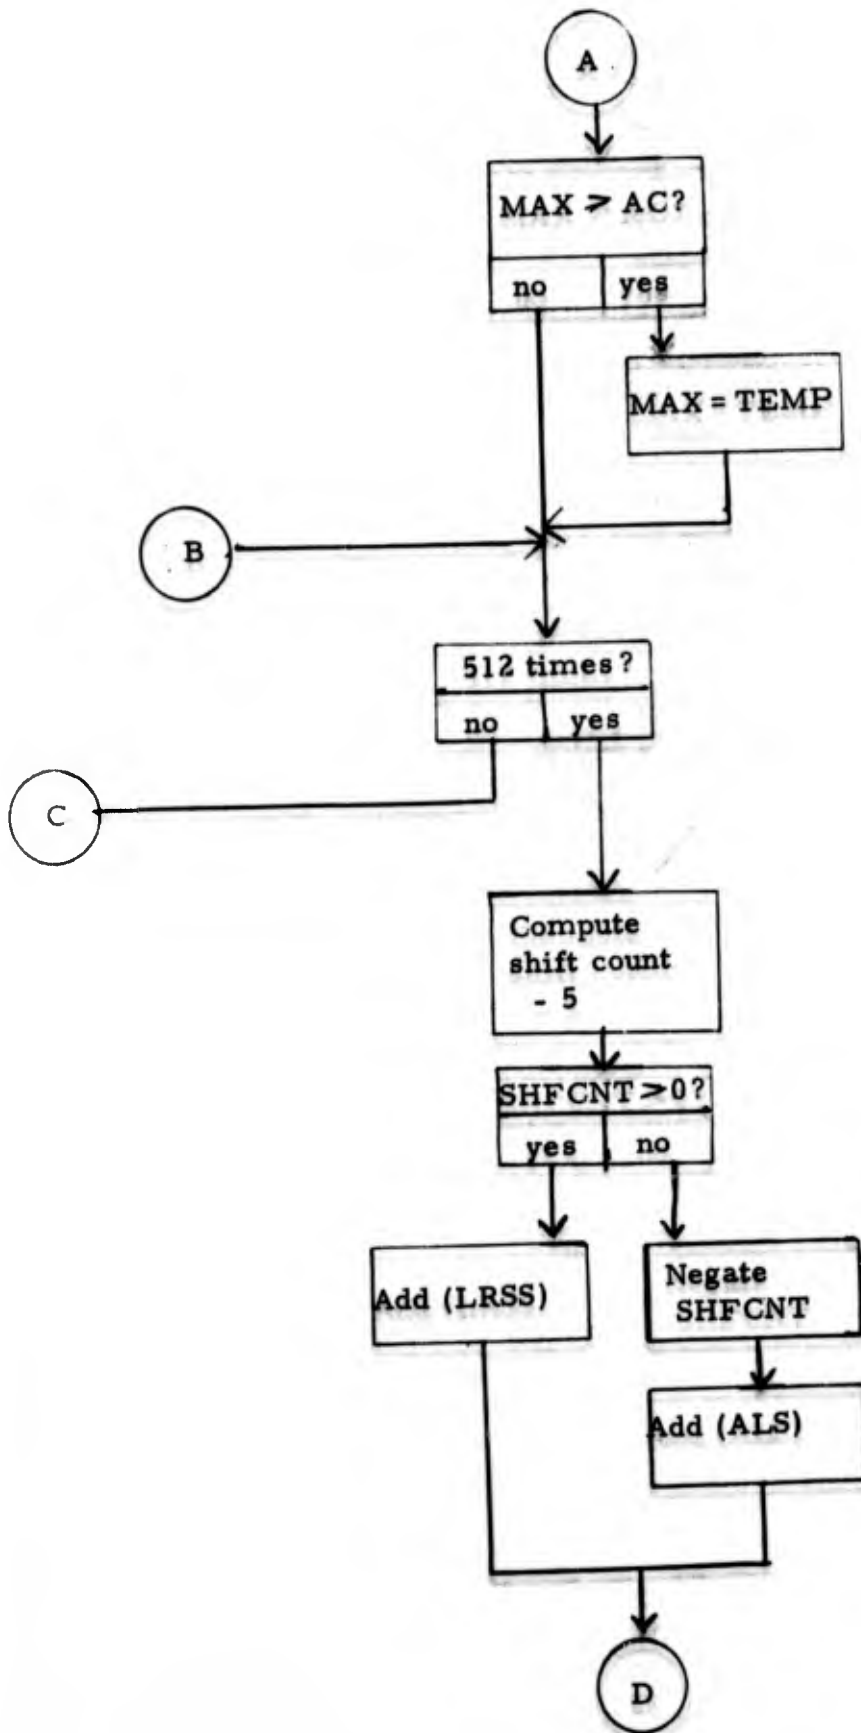 A
MAX > AC?
no yes
MAX = TEMP
B
512 times?
no yes
C
Compute
shift count
- 5
SHFCNT >0?
yes no
Add (LRSS)
Negate
SHFCNT
Add (ALS)
D